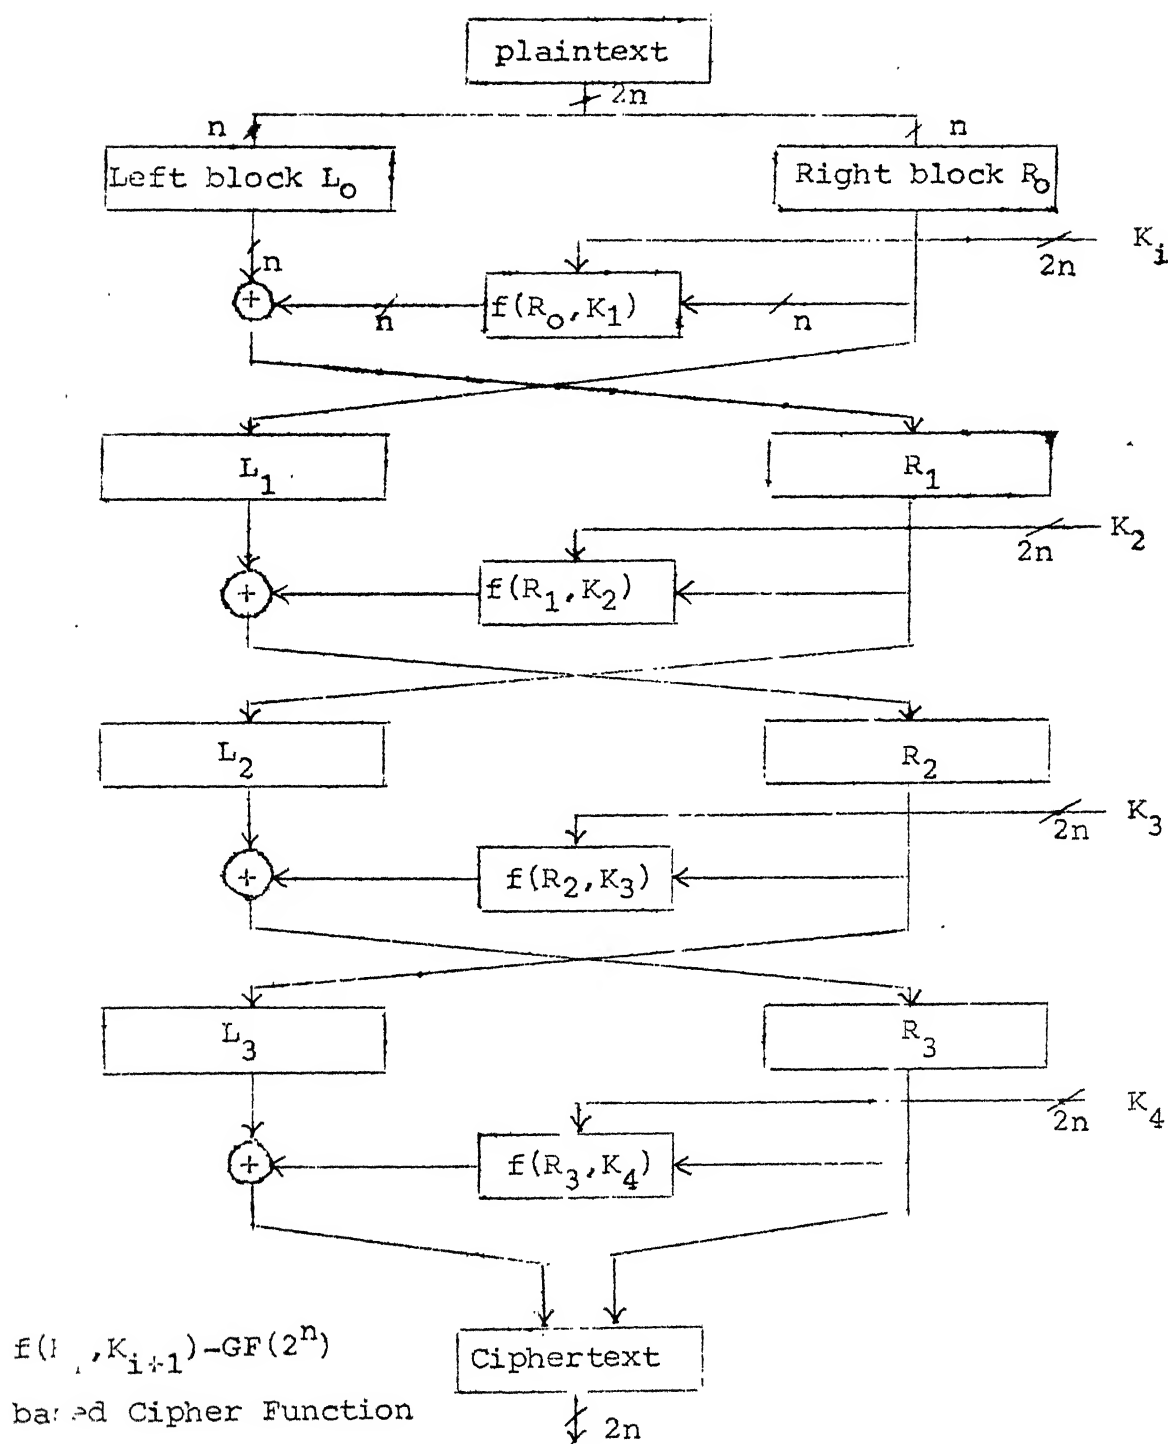 plaintext
2n
n n
Left block L₀ Right block R₀
Kᵢ
2n
n
+ f(R₀,K₁)
n n
L₁ R₁
K₂
2n
+ f(R₁,K₂)
L₂ R₂
K₃
2n
+ f(R₂,K₃)
L₃ R₃
K₄
2n
+ f(R₃,K₄)
,Kᵢ₊₁)-GF(2ⁿ)
Ciphertext
Cipher Function
2n